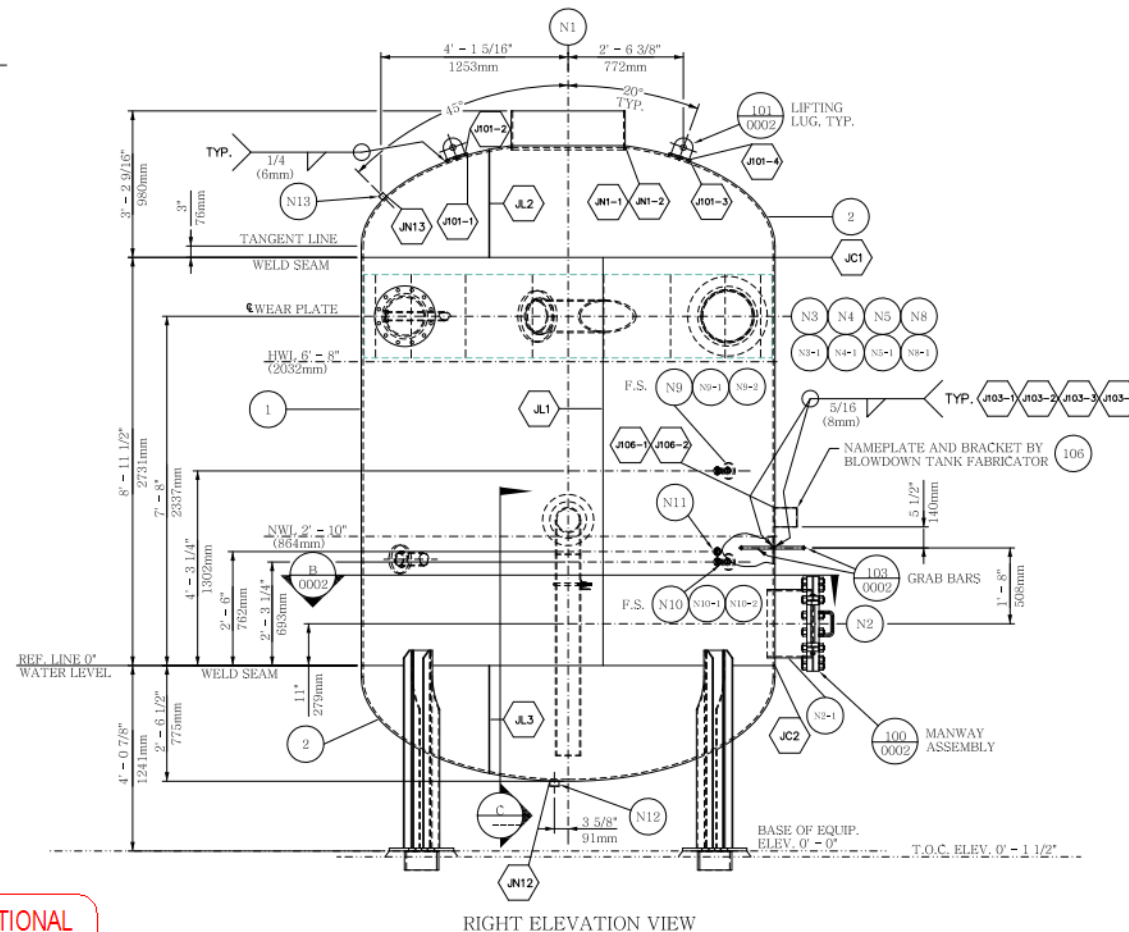 N1
4' - 1 5/16"
1253mm
2' - 6 3/8"
772mm
45°
20°
TYP.
101
0002
LIFTING
LUG, TYP.
J101-2
J101-4
TYP.
1/4
(6mm)
3' - 2 9/16"
980mm
3"
76mm
N13
JN13
J101-1
JL2
JN1-1
JN1-2
J101-3
2
TANGENT LINE
WELD SEAM
JC1
℄ WEAR PLATE
N3
N4
N5
N8
N3-1
N4-1
N5-1
N8-1
HWL 6' - 8"
(2032mm)
F.S.
N9
N9-1
N9-2
5/16
(8mm)
TYP.
J103-1
J103-2
J103-3
J103-
1
JL1
J106-1
J106-2
NAMEPLATE AND BRACKET BY
BLOWDOWN TANK FABRICATOR
106
8' - 11 1/2"
2731mm
7' - 8"
2337mm
5 1/2"
140mm
N11
NWL 2' - 10"
(864mm)
4' - 3 1/4"
1302mm
B
0002
2' - 6"
762mm
2' - 3 1/4"
693mm
103
0002
GRAB BARS
1' - 8"
508mm
F.S.
N10
N10-1
N10-2
N2
REF. LINE 0"
WATER LEVEL
WELD SEAM
11"
279mm
4' - 0 7/8"
1241mm
2' - 6 1/2"
775mm
2
JL3
JC2
N2-1
100
0002
MANWAY
ASSEMBLY
C
N12
3 5/8"
91mm
JN12
BASE OF EQUIP.
ELEV. 0' - 0"
T.O.C. ELEV. 0' - 1 1/2"
TIONAL
RIGHT ELEVATION VIEW